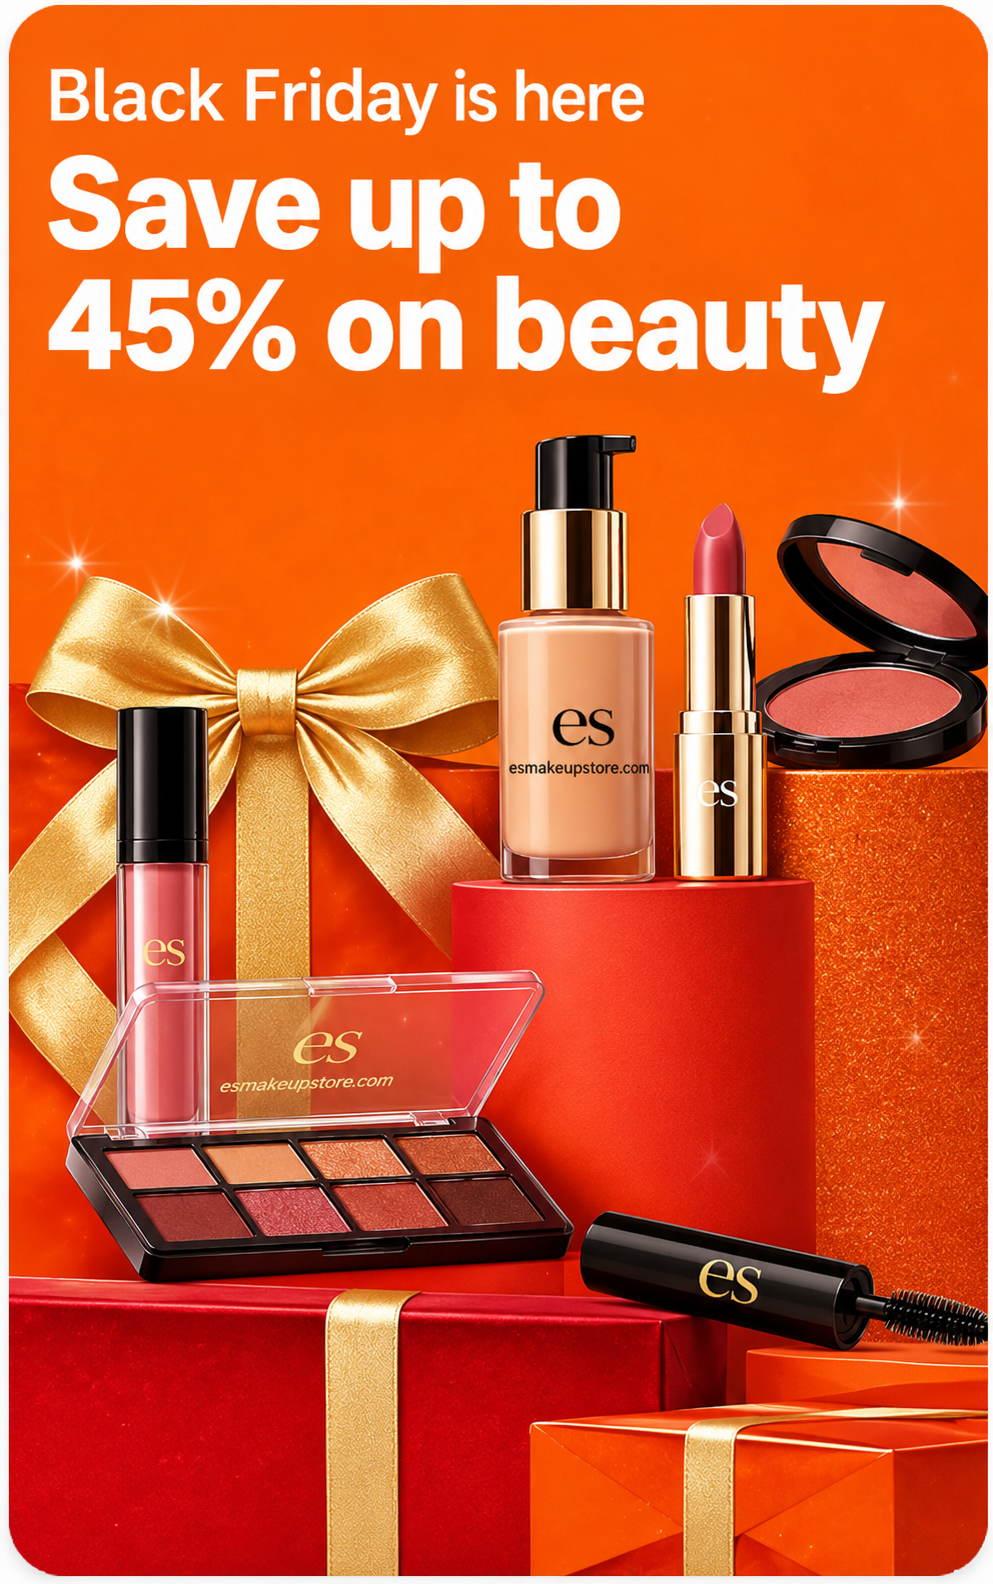 Black Friday is here
Save up to
45% on beauty
es
esmakeupstore.com
es
es
es
esmakeupstore.com
es